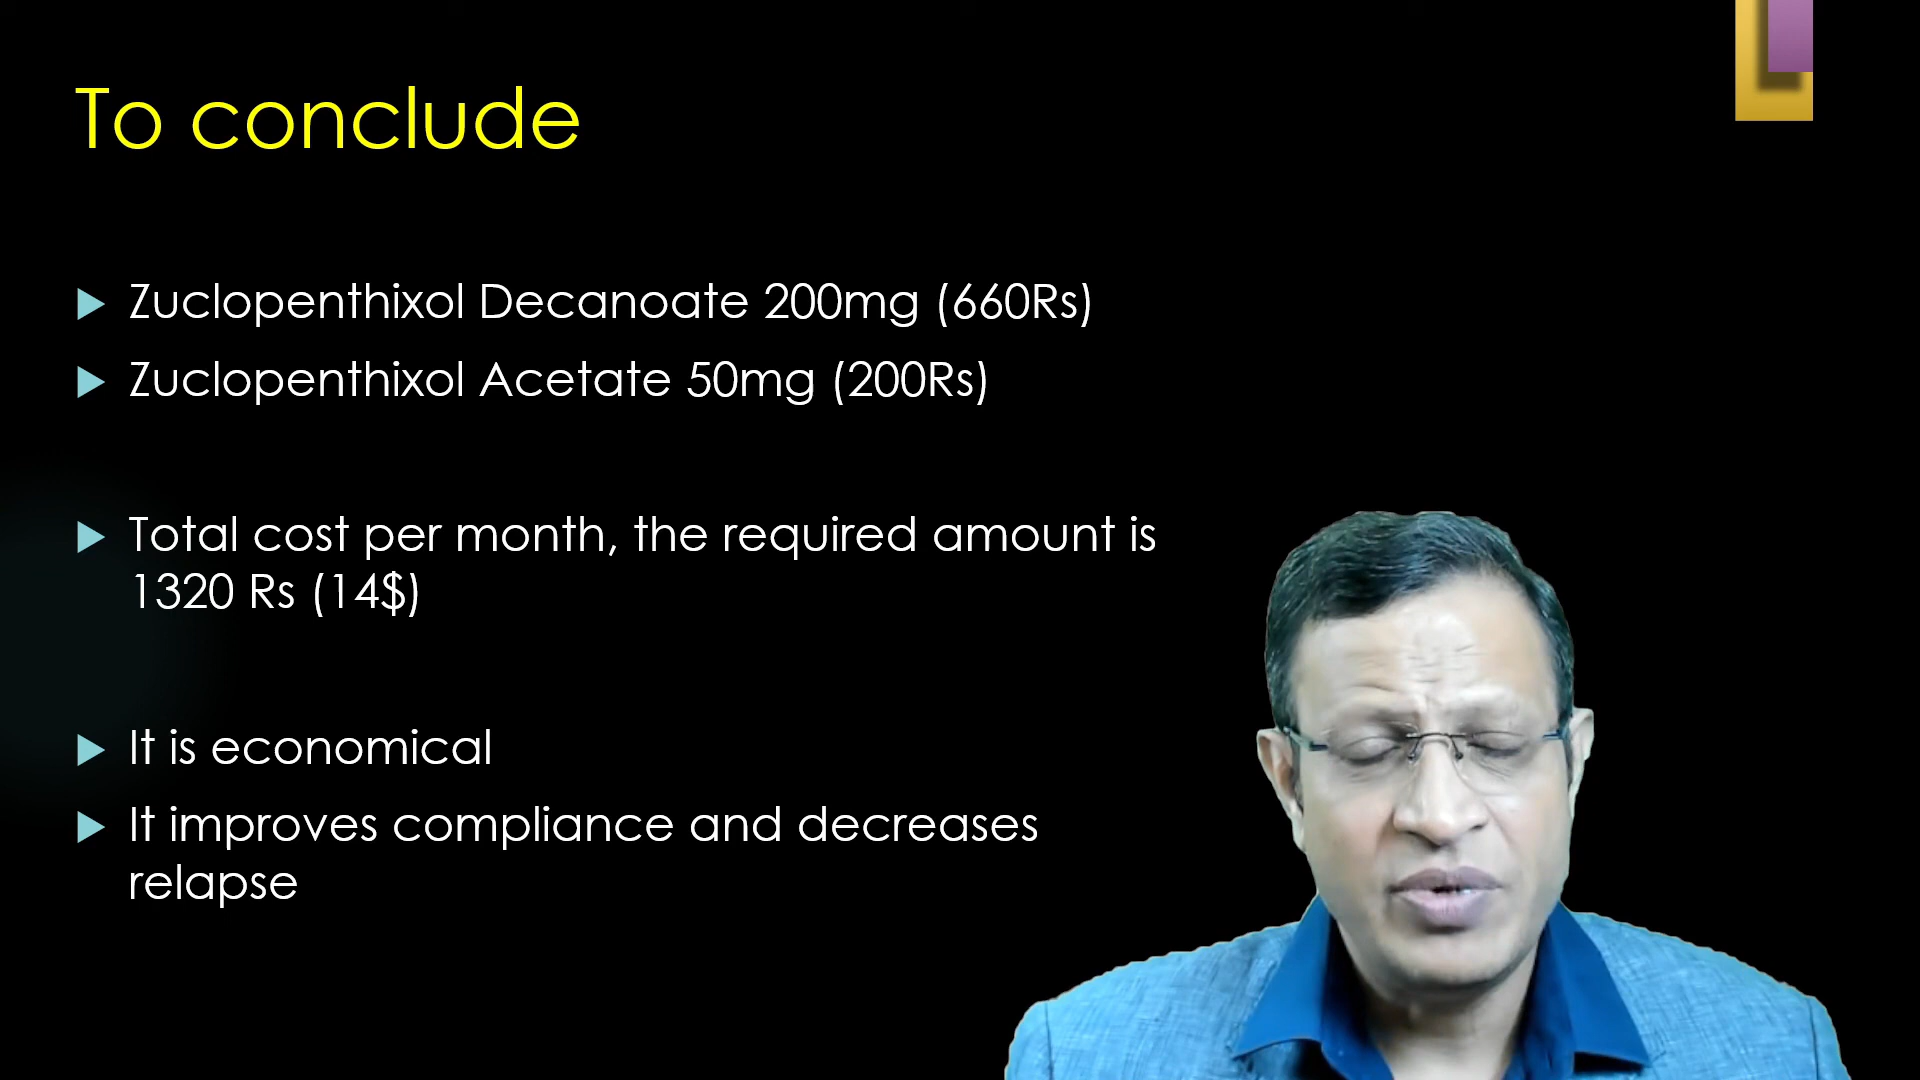 To conclude
Zuclopenthixol Decanoate 200mg (660Rs)
Zuclopenthixol Acetate 50mg (200Rs)
Total cost per month, the required amount is
1320 Rs (14$)
It is economical
It improves compliance and decreases
relapse